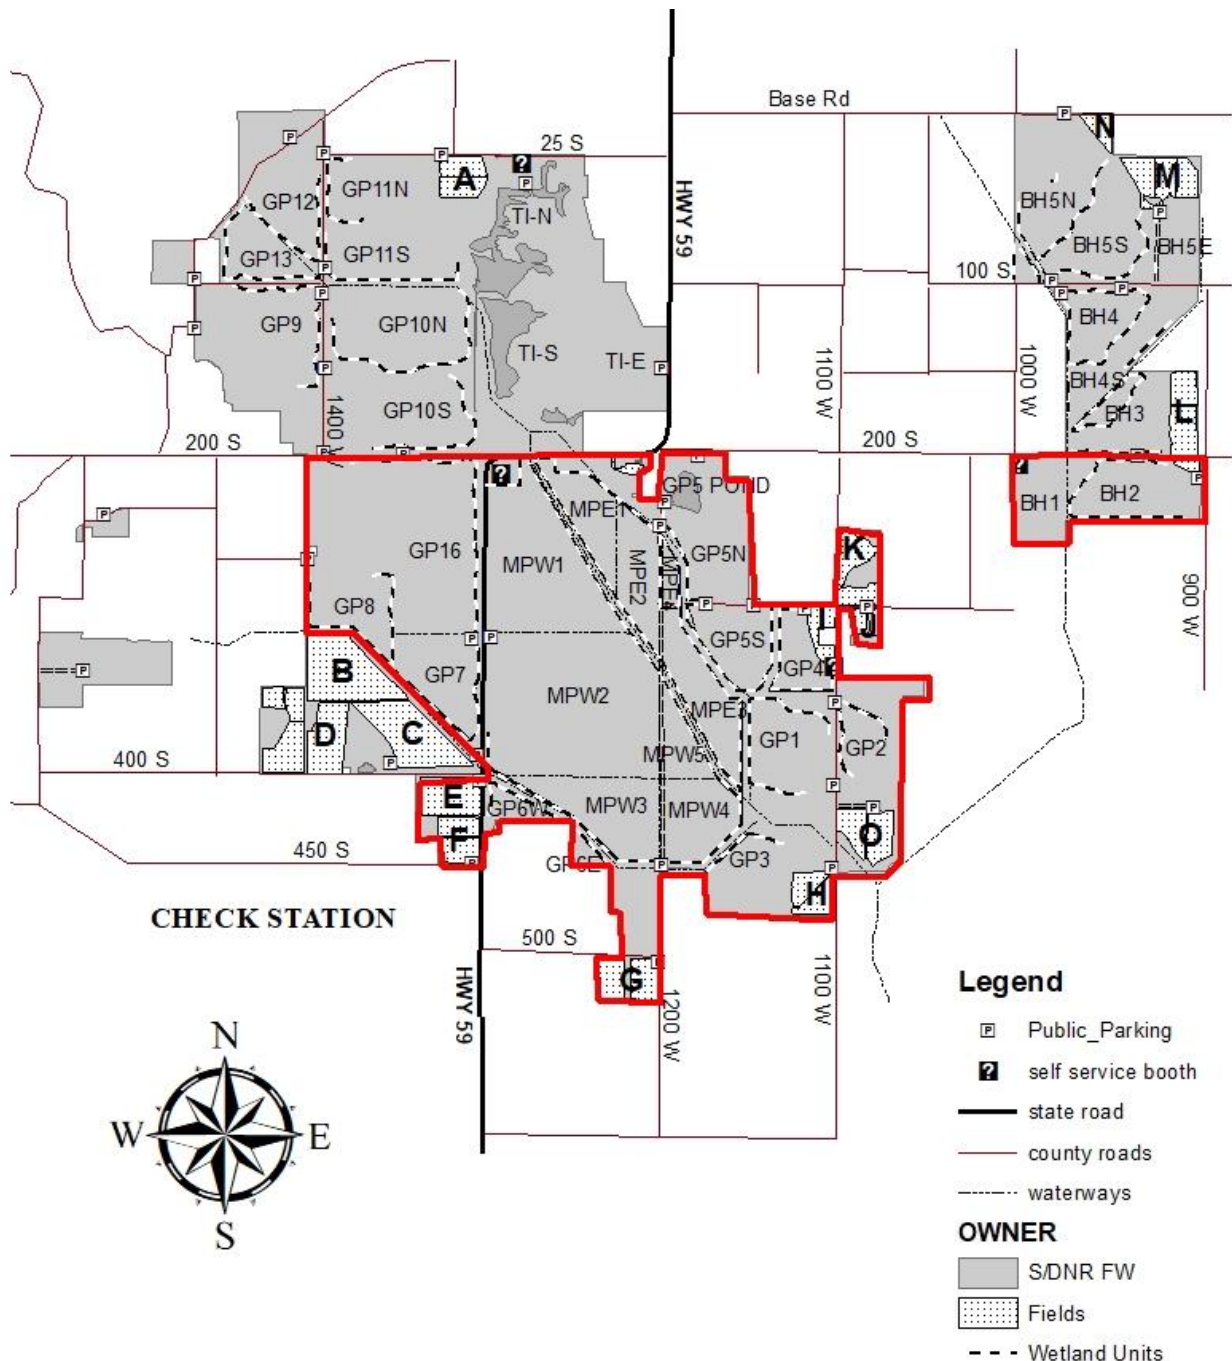 Base Rd
25 S
N
A
M
GP11N
GP12
TI-N
BH5N
HWY 59
GP11S
GP13
BH5S
BH5E
100 S
GP9
GP10N
BH4
TI-S
TI-E
1100 W
1000 W
BH4S
GP10S
1400 W
BH3
L
200 S
200 S
GP5 POND
BH2
BH1
MPE1
GP16
MPW1
MPE2
MPE4
GP5N
K
900 W
GP8
I
J
GP5S
B
GP7
GP4
MPW2
MPE3
D
C
GP1
GP2
MPW5
400 S
E
GP6W
MPW3
MPW4
O
F
450 S
GP6E
GP3
H
CHECK STATION
500 S
G
HWY 59
1200 W
1100 W
N
W
E
S
Legend
P Public_Parking
? self service booth
state road
county roads
waterways
OWNER
S/DNR FW
Fields
Wetland Units